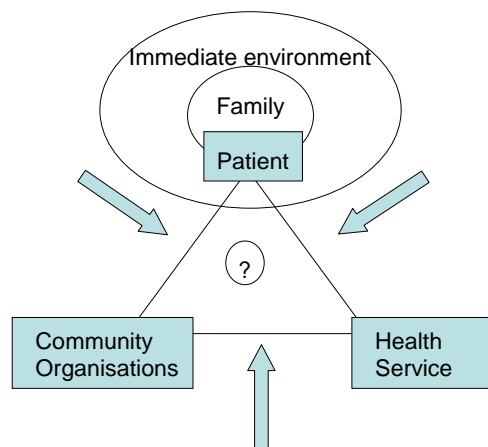 Immediate environment
Family
Patient
?
Community
Organisations
Health
Service